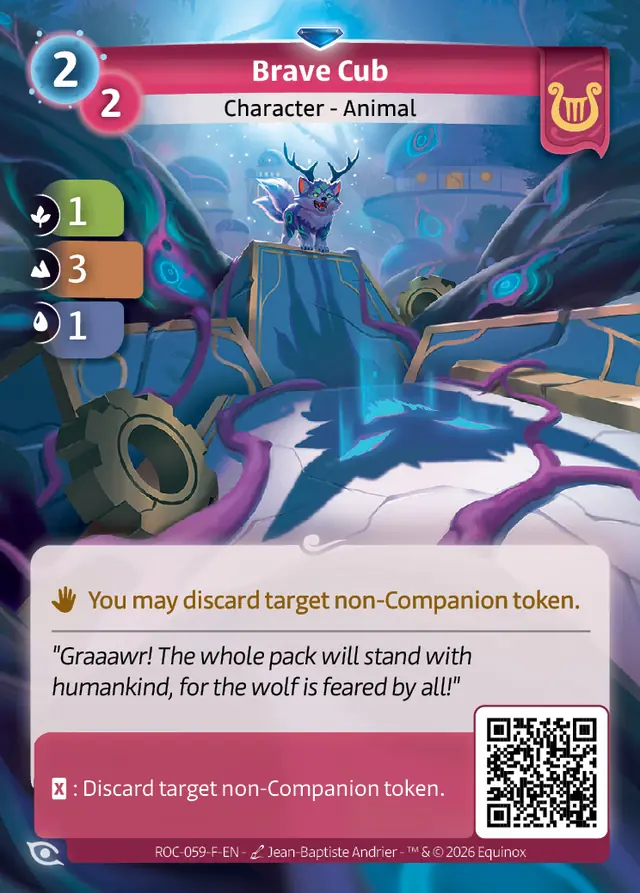 2
Brave Cub
2
Character - Animal
1
3
1
You may discard target non-Companion token.
"Graaawr! The whole pack will stand with
humankind, for the wolf is feared by all!"
X : Discard target non-Companion token.
ROC-059-F-EN - Jean-Baptiste Andrier - ™ & © 2026 Equinox